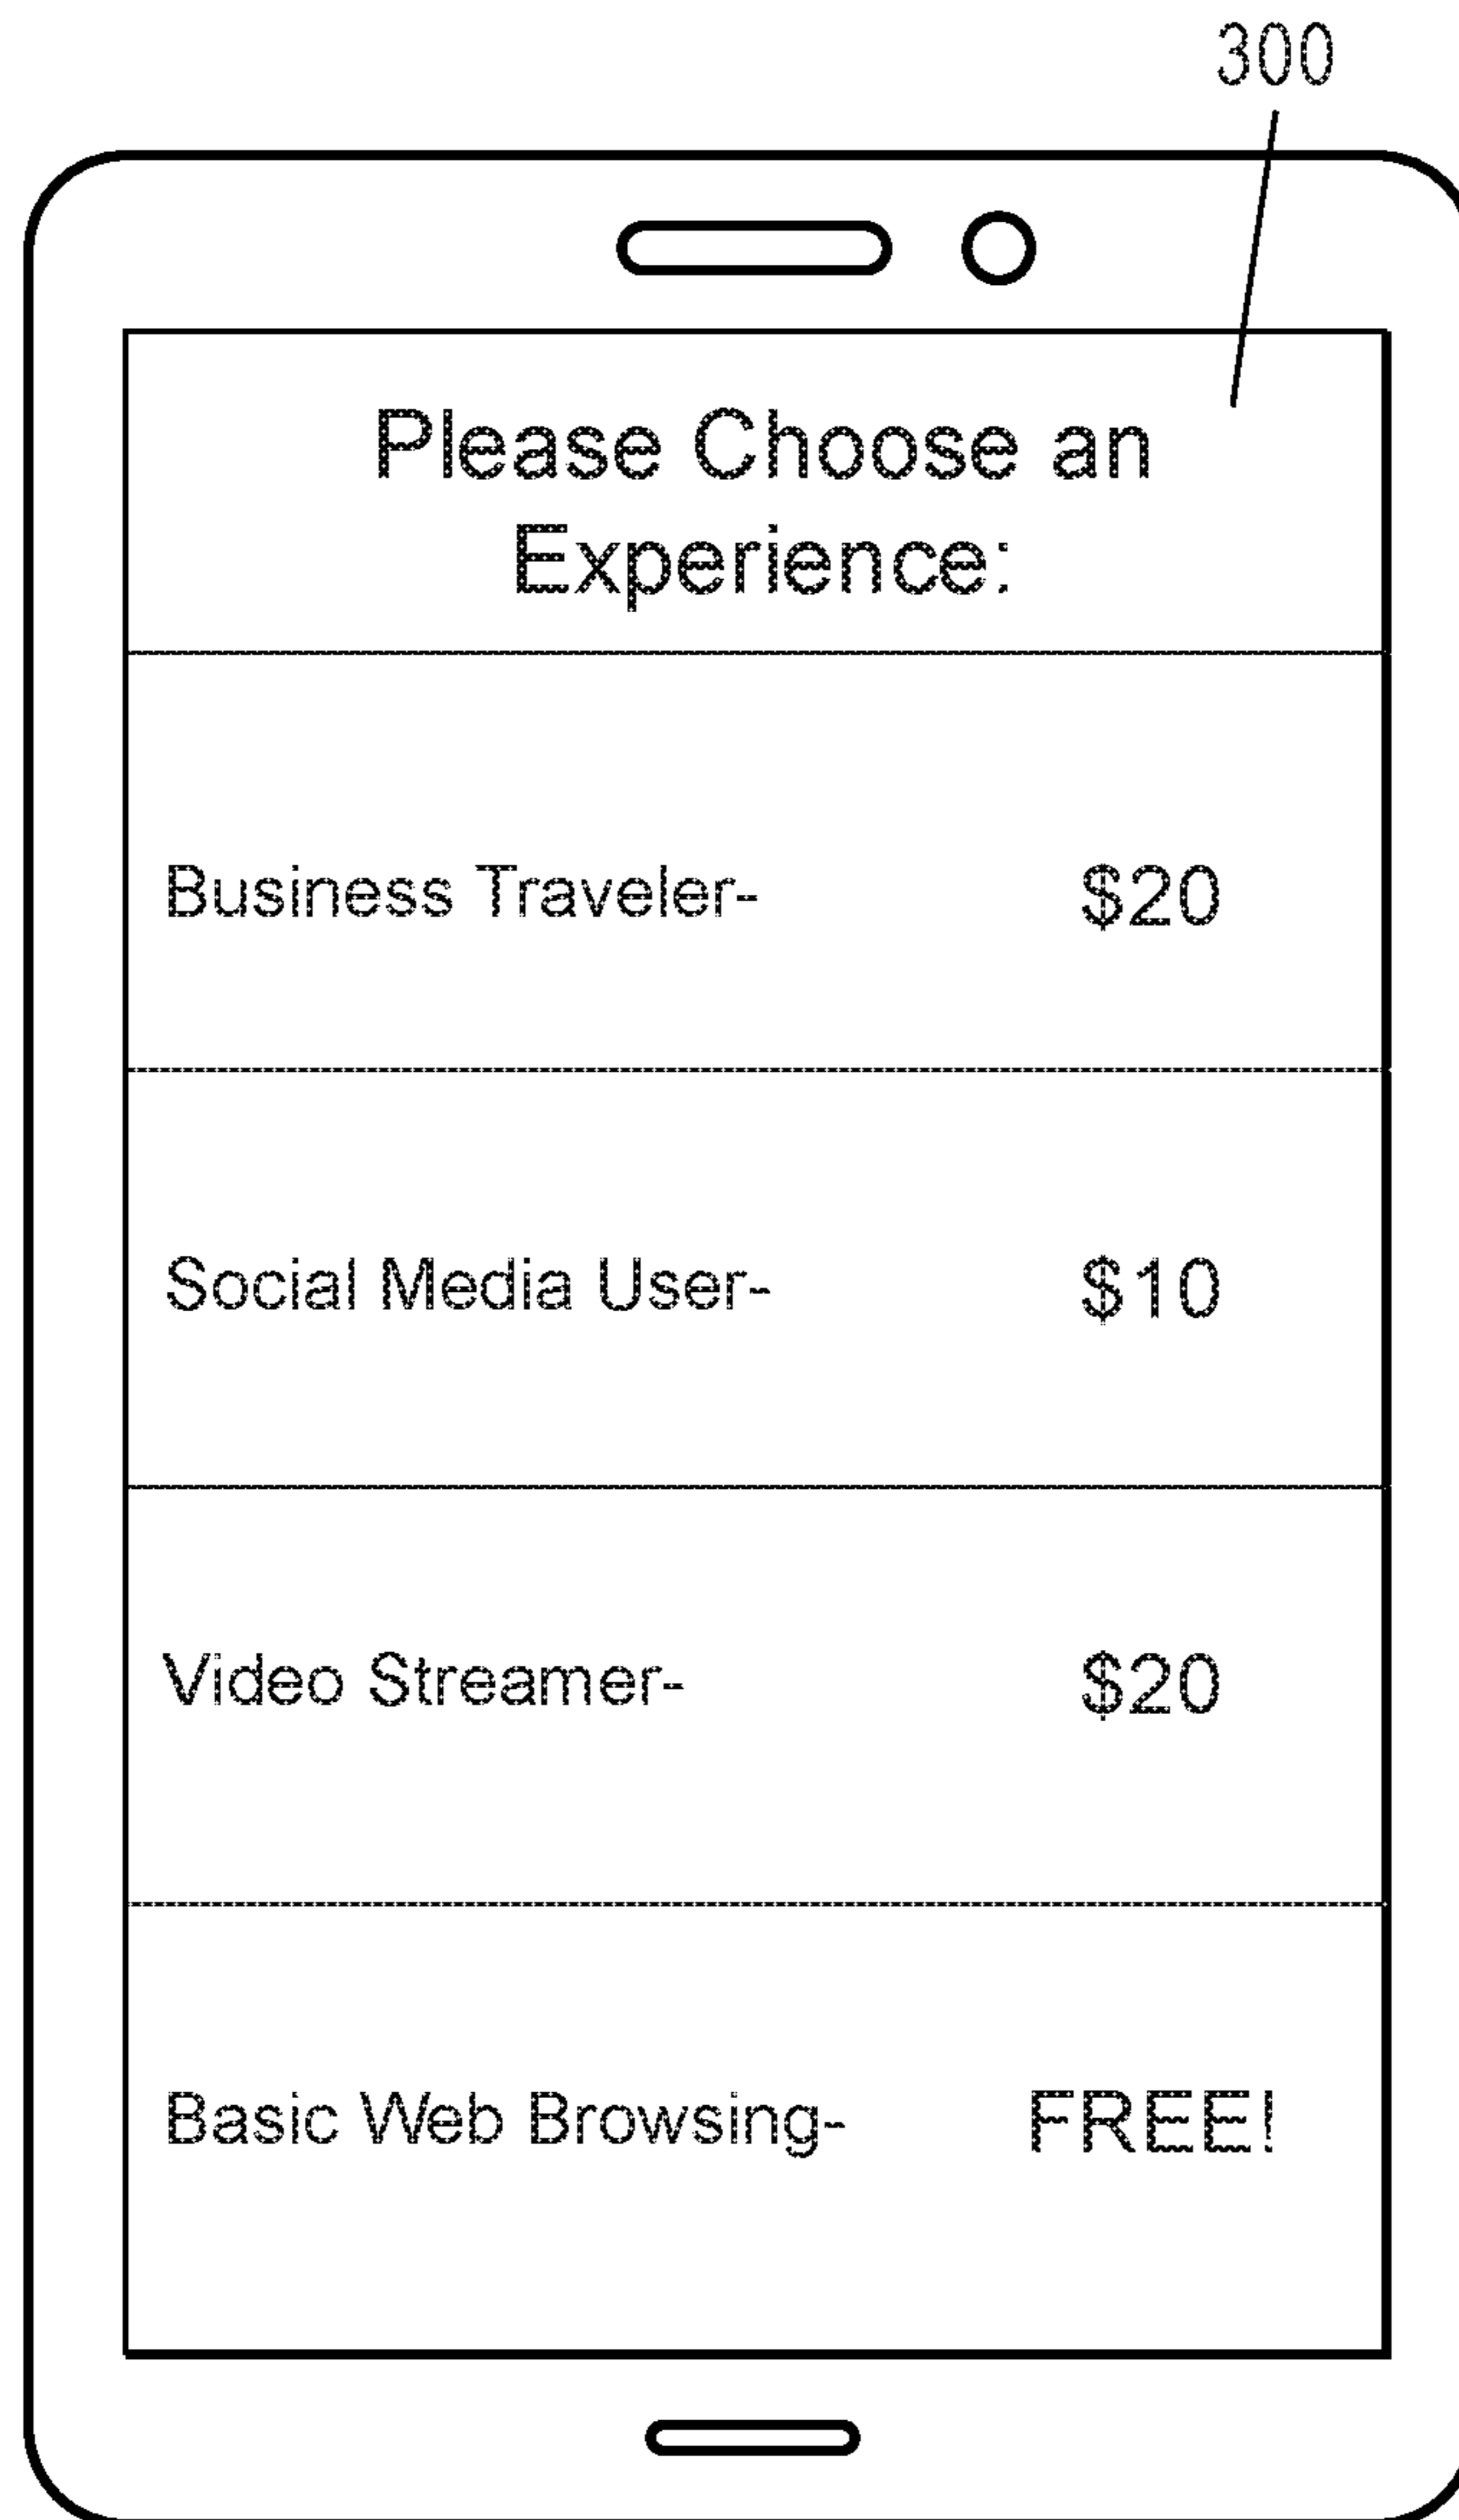 300
Please Choose an
Experience:
Business Traveler- $20
Social Media User- $10
Video Streamer- $20
Basic Web Browsing- FREE!